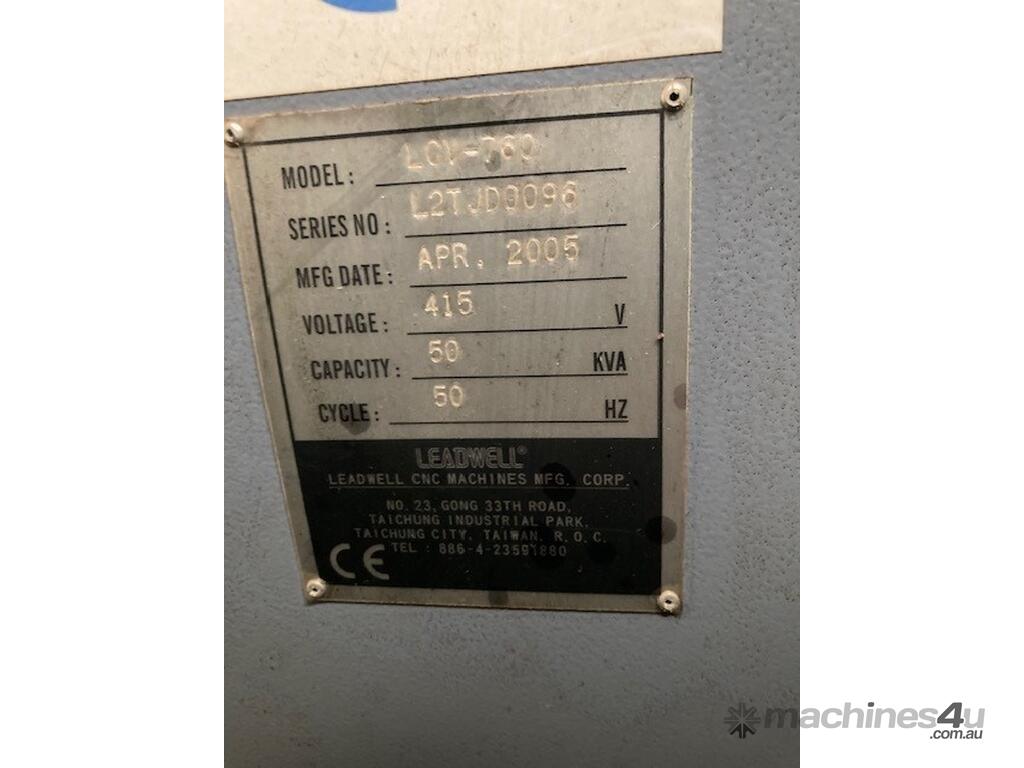 MODEL: LCV-760
SERIES NO: L2TJD0096
MFG DATE: APR. 2005
VOLTAGE: 415 V
CAPACITY: 50 KVA
CYCLE: 50 HZ
LEADWELL®
LEADWELL CNC MACHINES MFG. CORP.
NO. 23, GONG 33TH ROAD,
TAICHUNG INDUSTRIAL PARK,
TAICHUNG CITY, TAIWAN, R.O.C.
TEL : 886-4-23591880
CE
machines4u
.com.au